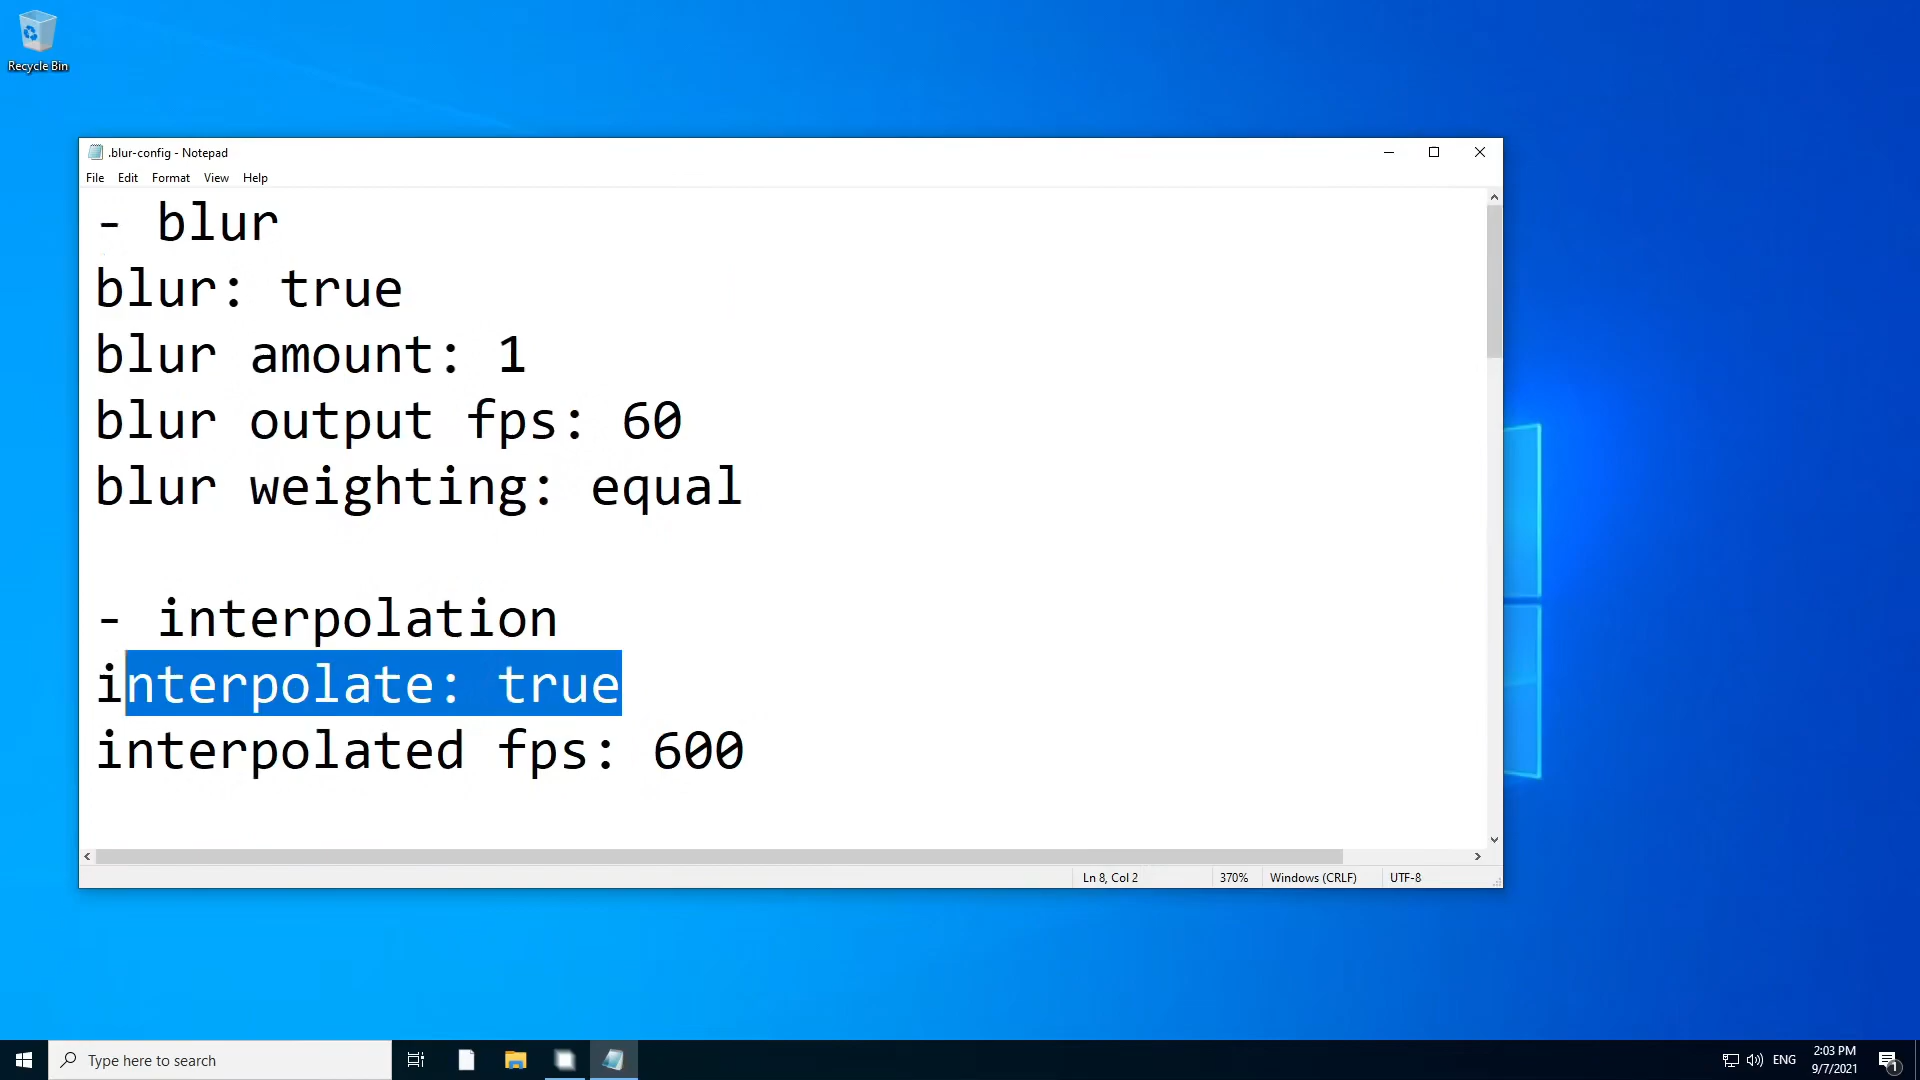 Recycle Bin
.blur-config - Notepad
File Edit Format View Help
- blur
blur: true
blur amount: 1
blur output fps: 60
blur weighting: equal
- interpolation
interpolate: true
interpolated fps: 600
Ln 8, Col 2 370% Windows (CRLF) UTF-8
Type here to search
ENG
2:03 PM
9/7/2021
1